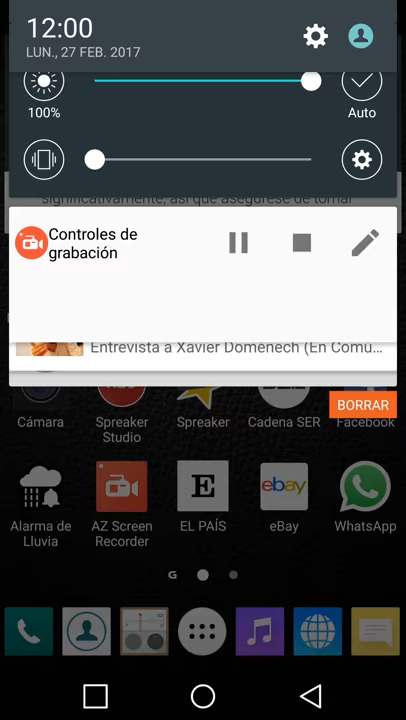 12:00
LUN., 27 FEB. 2017
100%
Auto
significativamente, así que asegúrese de tomar
Controles de
grabación
Entrevista a Xavier Domenech (En Comu...
BORRAR
Cámara
Spreaker
Studio
Spreaker
Cadena SER
Facebook
E
ebay
Alarma de
Lluvia
AZ Screen
Recorder
EL PAÍS
eBay
WhatsApp
G